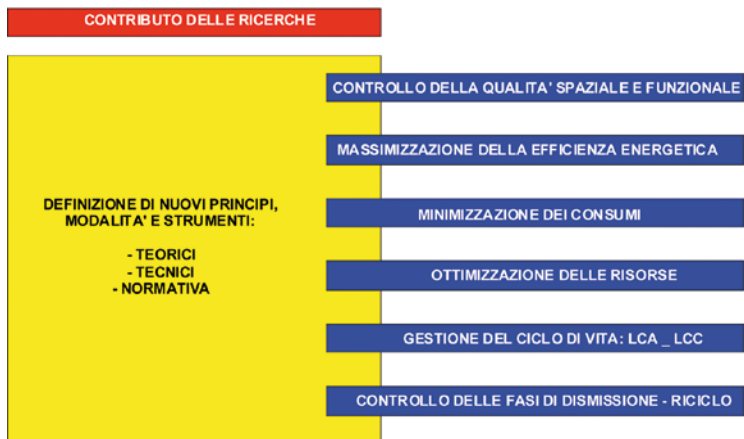 CONTRIBUTO DELLE RICERCHE
CONTROLLO DELLA QUALITA' SPAZIALE E FUNZIONALE
MASSIMIZZAZIONE DELLA EFFICIENZA ENERGETICA
DEFINIZIONE DI NUOVI PRINCIPI,
MODALITA' E STRUMENTI:
- TEORICI
- TECNICI
- NORMATIVA
MINIMIZZAZIONE DEI CONSUMI
OTTIMIZZAZIONE DELLE RISORSE
GESTIONE DEL CICLO DI VITA: LCA _ LCC
CONTROLLO DELLE FASI DI DISMISSIONE - RICICLO